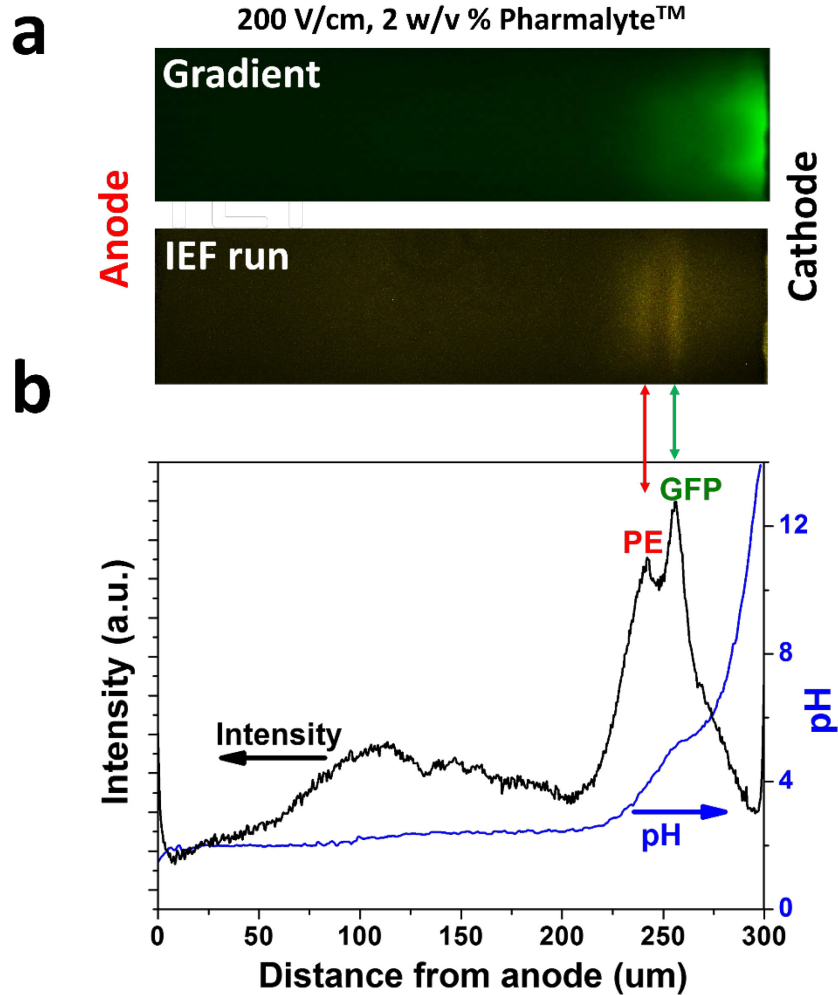 a
200 V/cm, 2 w/v % Pharmalyte™
Gradient
Anode
Cathode
IEF run
b
GFP
PE
Intensity
pH
Intensity (a.u.)
12
8
4
0
pH
0 50 100 150 200 250 300
Distance from anode (um)